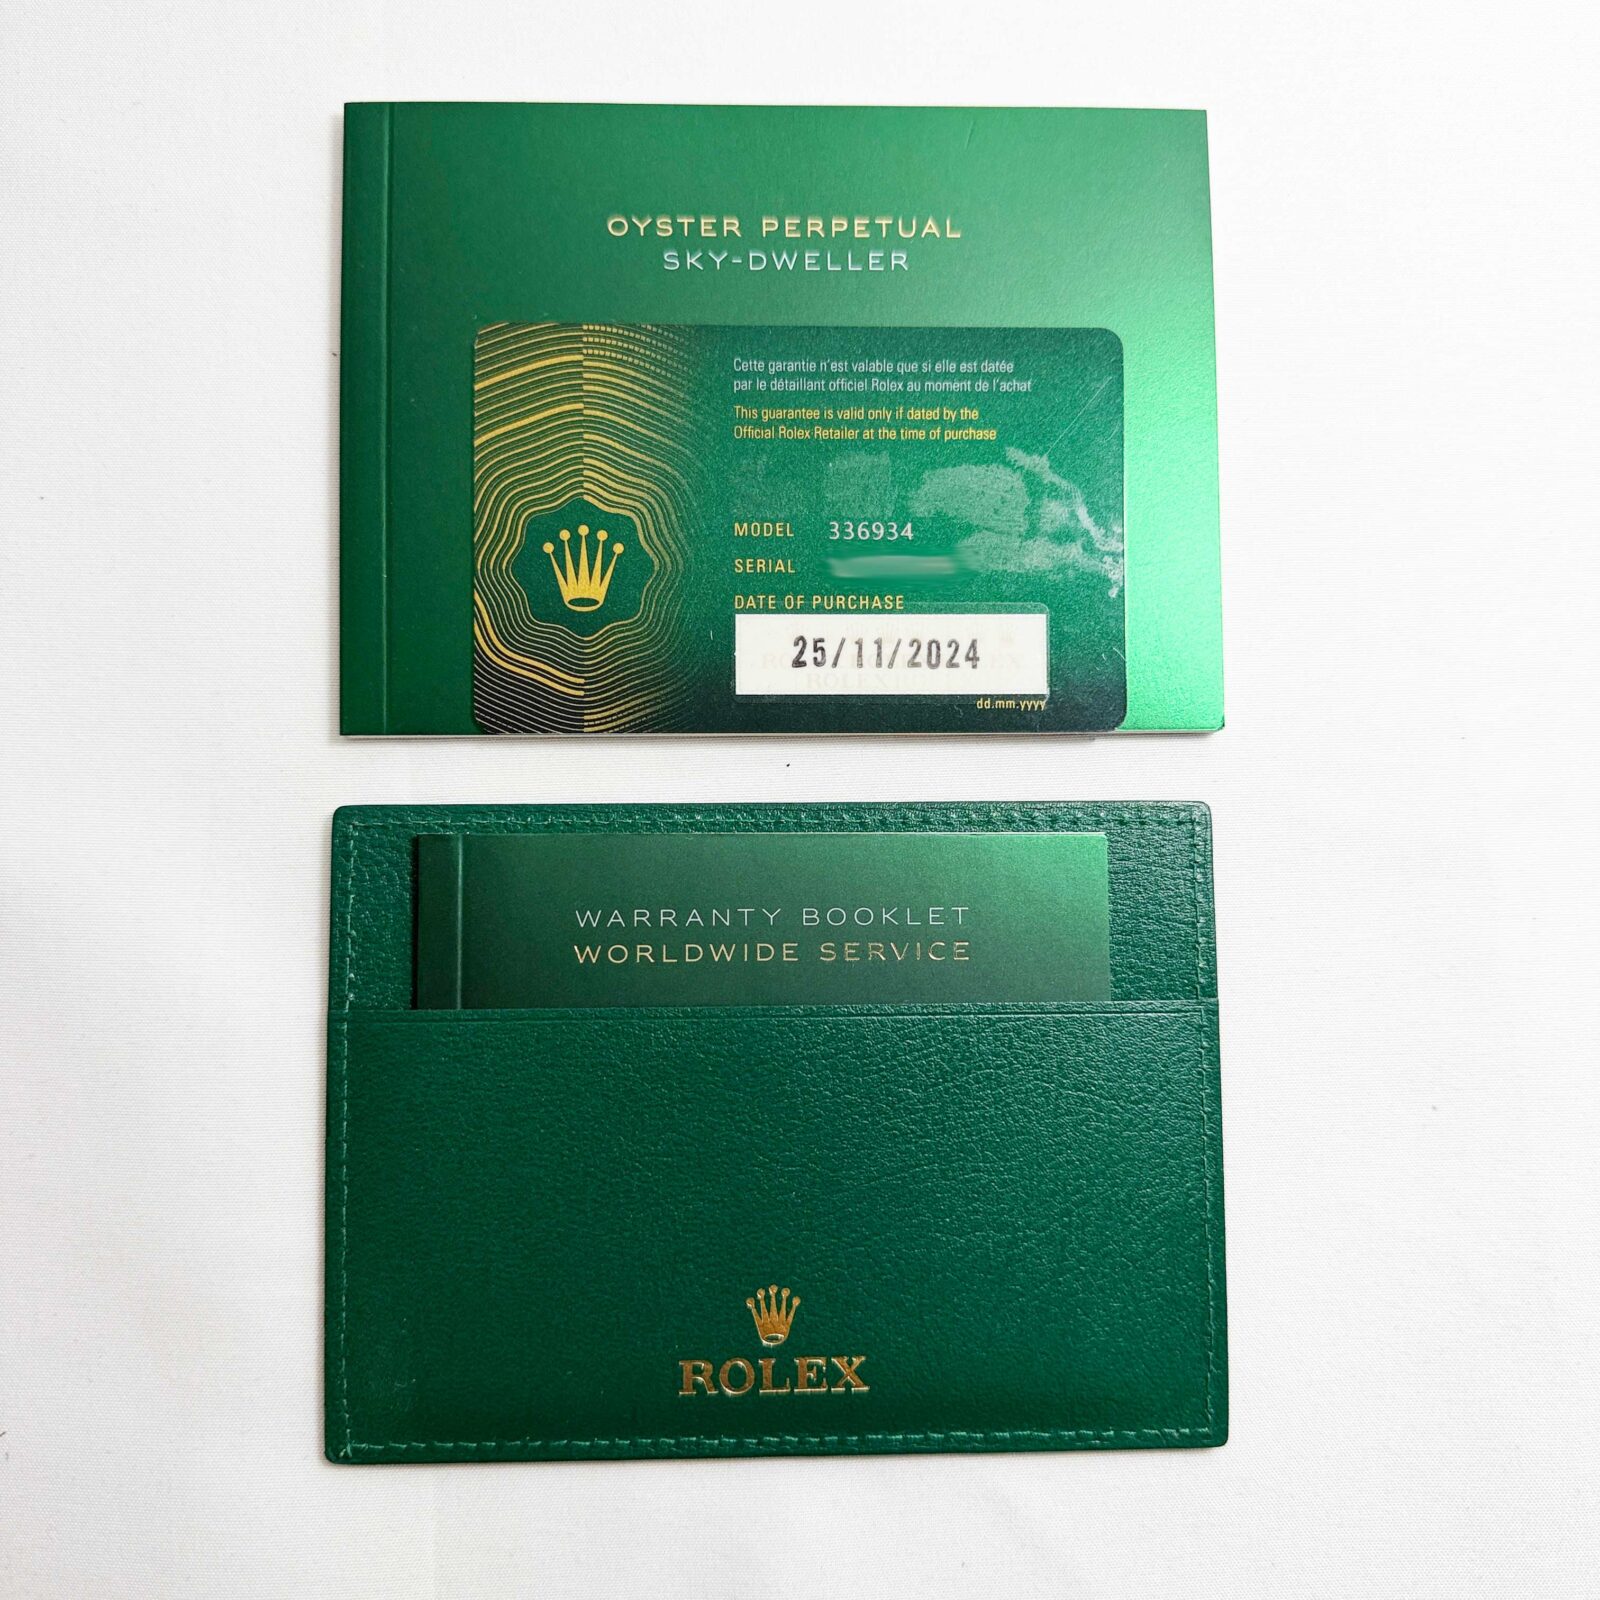 OYSTER PERPETUAL
SKY-DWELLER
Cette garantie n'est valable que si elle est datée
par le détaillant officiel Rolex au moment de l'achat
This guarantee is valid only if dated by the
Official Rolex Retailer at the time of purchase
MODEL 336934
SERIAL
DATE OF PURCHASE
25/11/2024
dd.mm.yyyy
WARRANTY BOOKLET
WORLDWIDE SERVICE
ROLEX